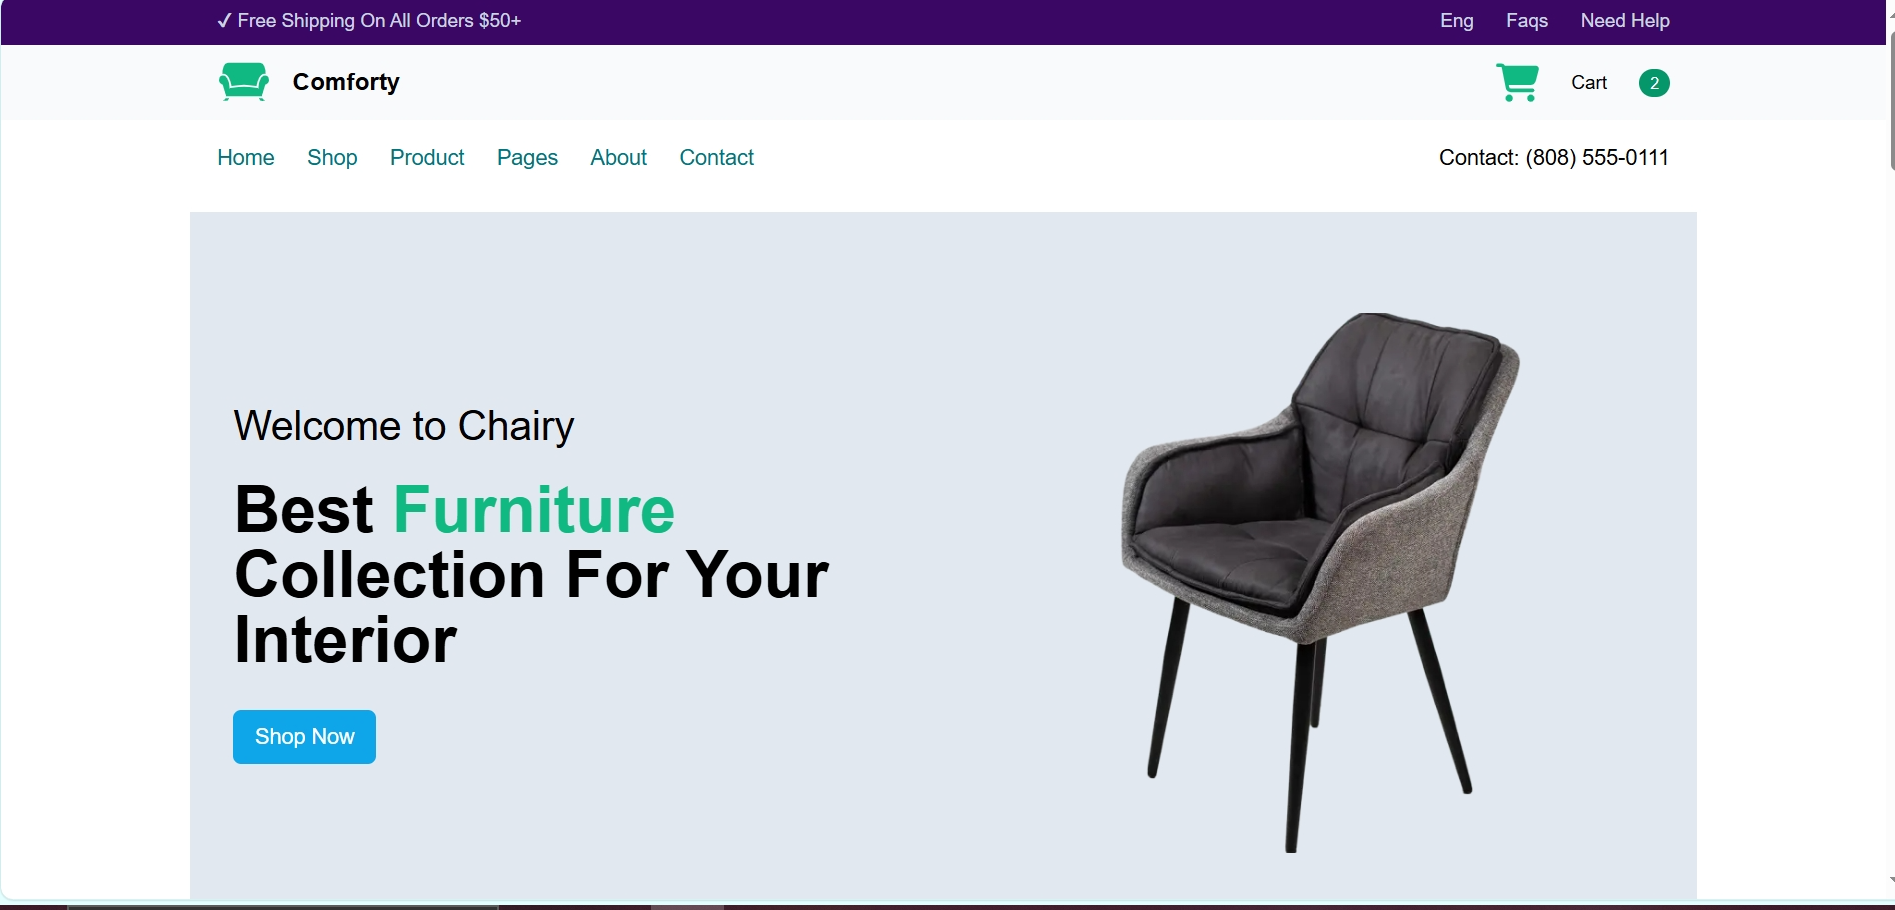 ✓ Free Shipping On All Orders $50+
Eng Faqs Need Help
Comforty
Cart 2
Home Shop Product Pages About Contact
Contact: (808) 555-0111
Welcome to Chairy
Best Furniture
Collection For Your
Interior
Shop Now